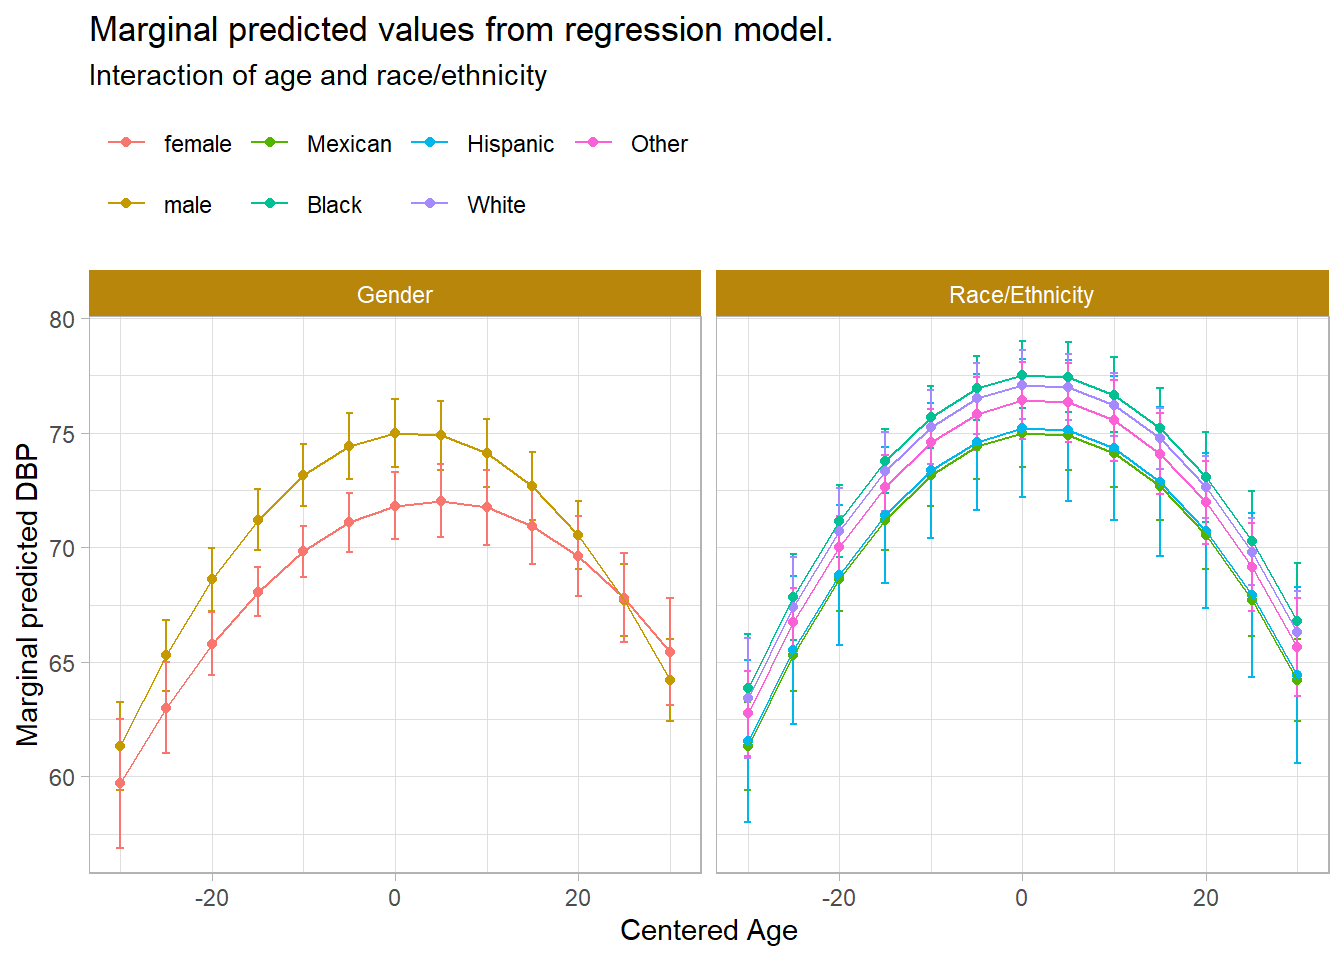 Marginal predicted values from regression model.
Interaction of age and race/ethnicity
female Mexican Hispanic Other
male Black White
Gender Race/Ethnicity
80
75
70
65
60
Marginal predicted DBP
-20 0 20 -20 0 20
Centered Age